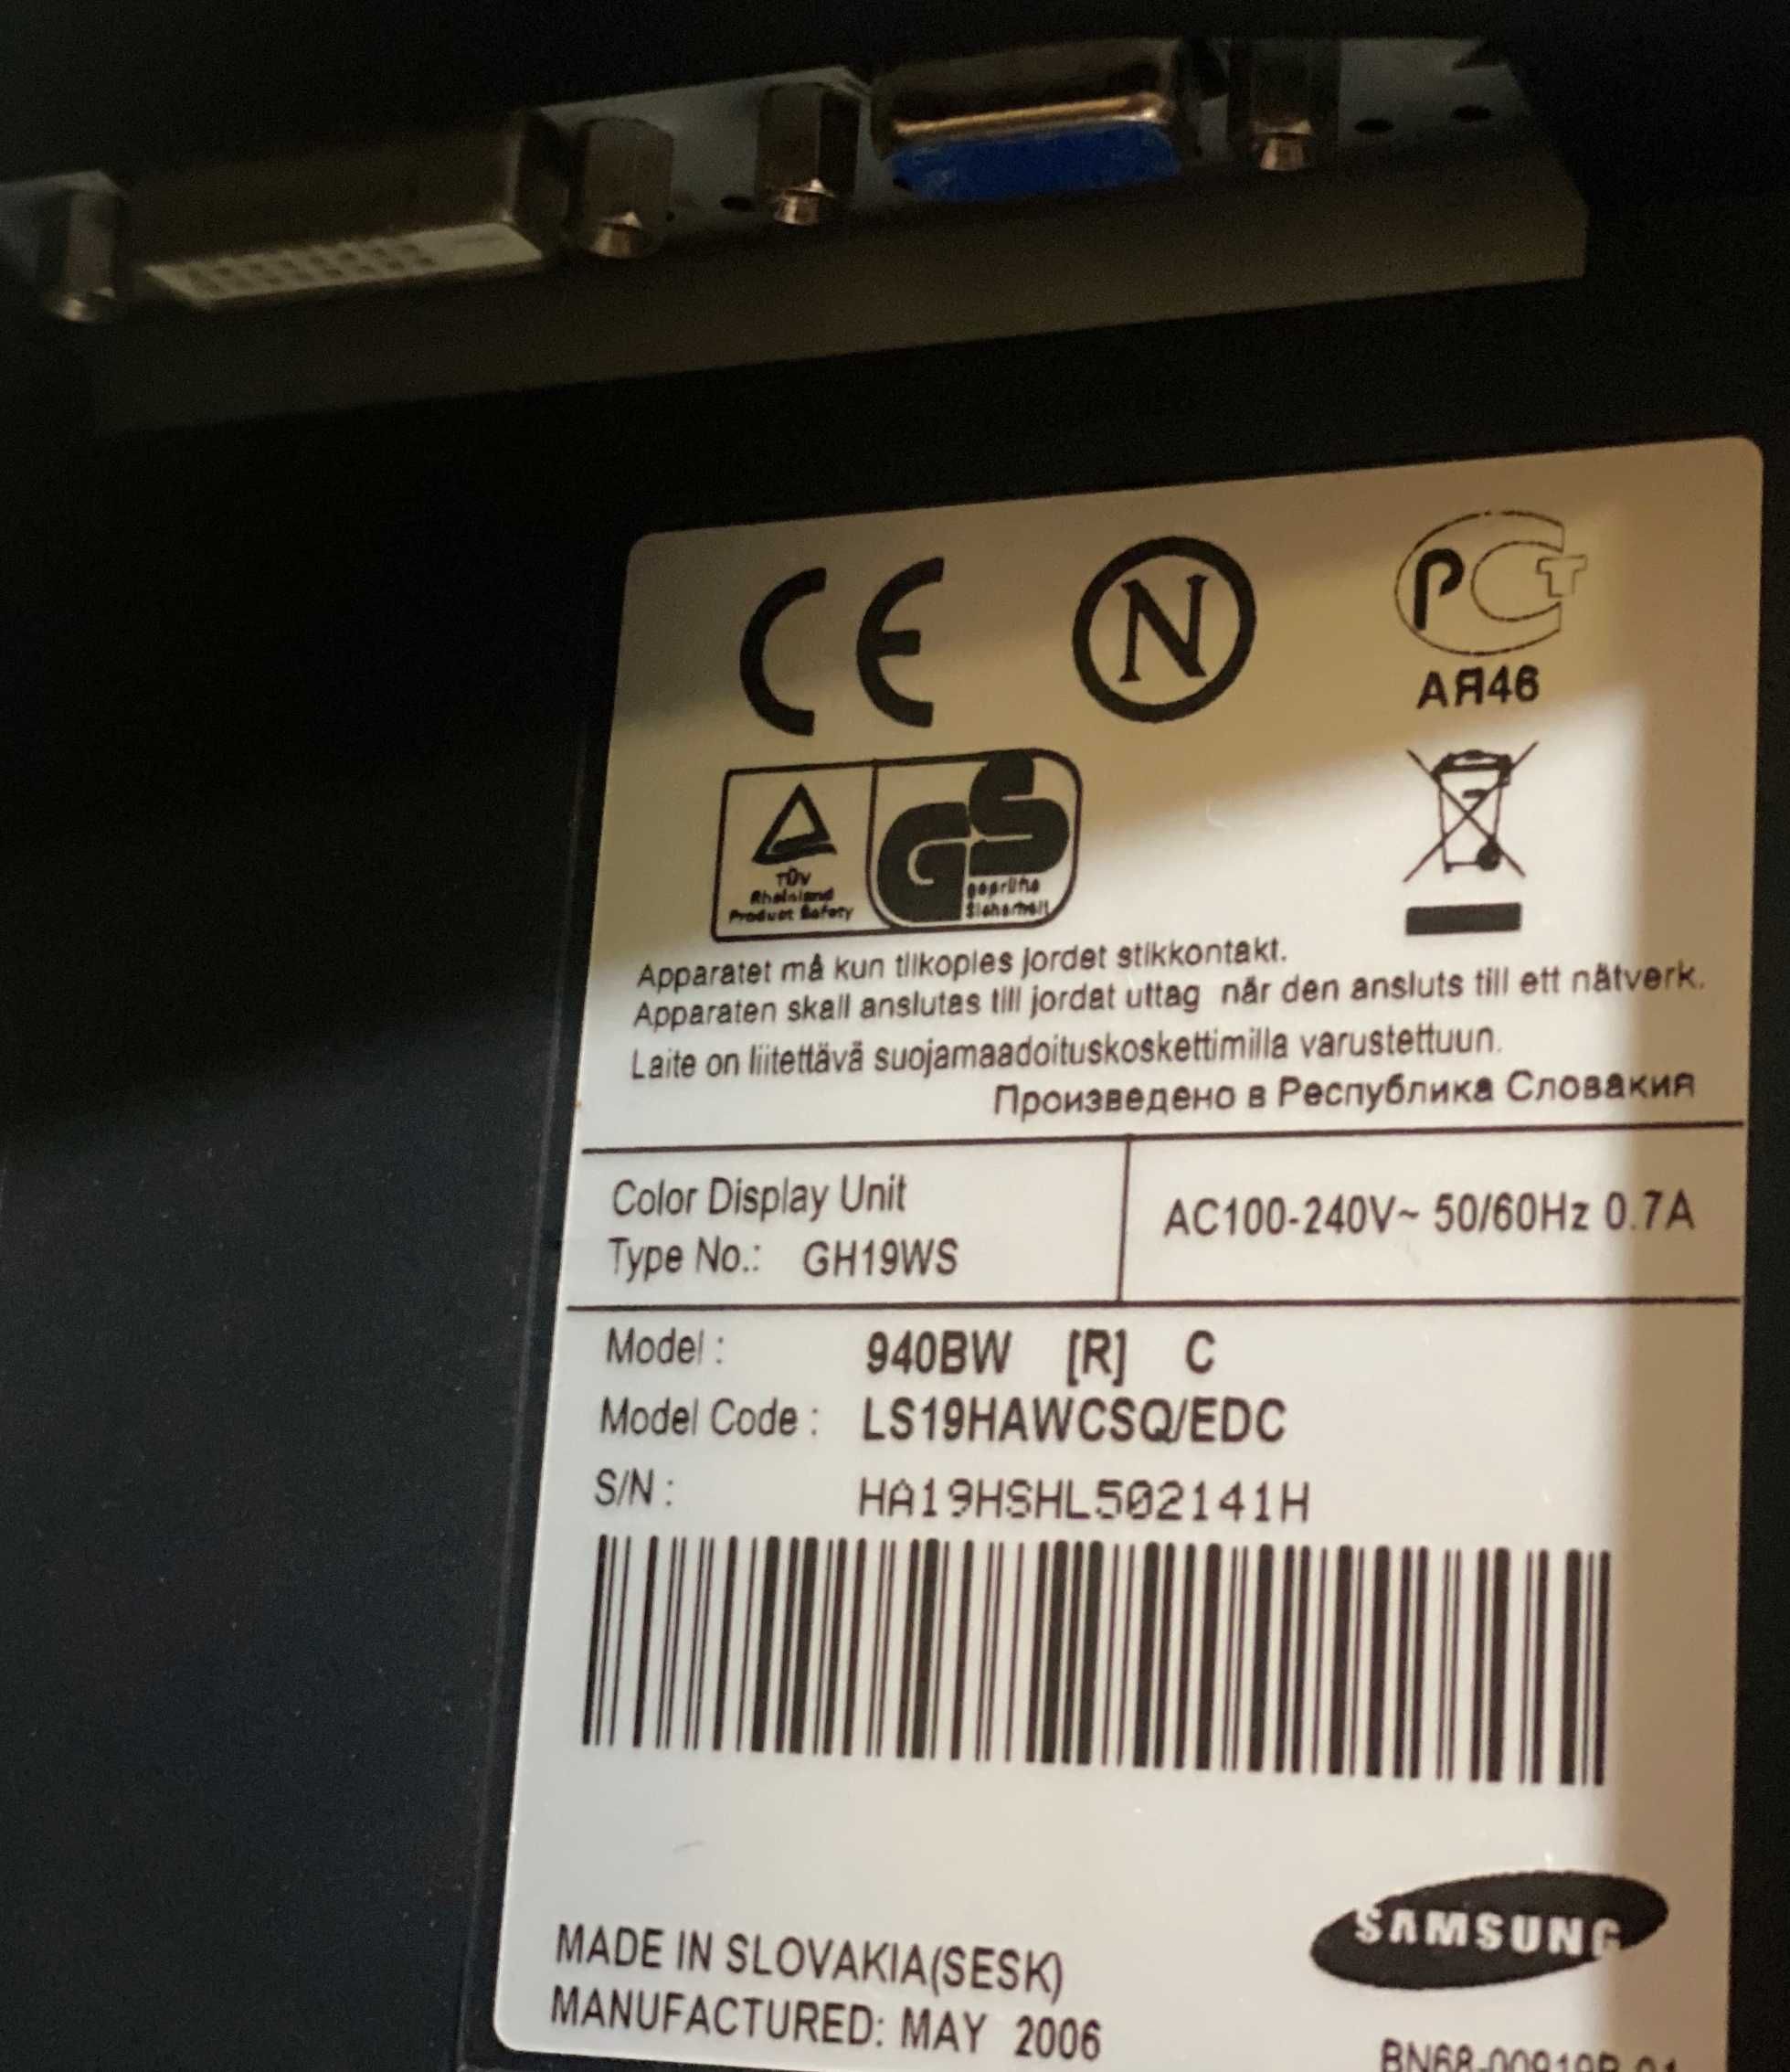 CE N PCT
АЯ46
TÜV
Rheinland
Product Safety
GS
geprüfte
Sicherheit
Apparatet må kun tilkoples jordet stikkontakt.
Apparaten skall anslutas till jordat uttag när den ansluts till ett nätverk.
Laite on liitettävä suojamaadoituskoskettimilla varustettuun.
Произведено в Республика Словакия
Color Display Unit
Type No.: GH19WS
AC100-240V~ 50/60Hz 0.7A
Model : 940BW [R] C
Model Code : LS19HAWCSQ/EDC
S/N : HA19HSHL502141H
SAMSUNG
MADE IN SLOVAKIA(SESK)
MANUFACTURED: MAY 2006